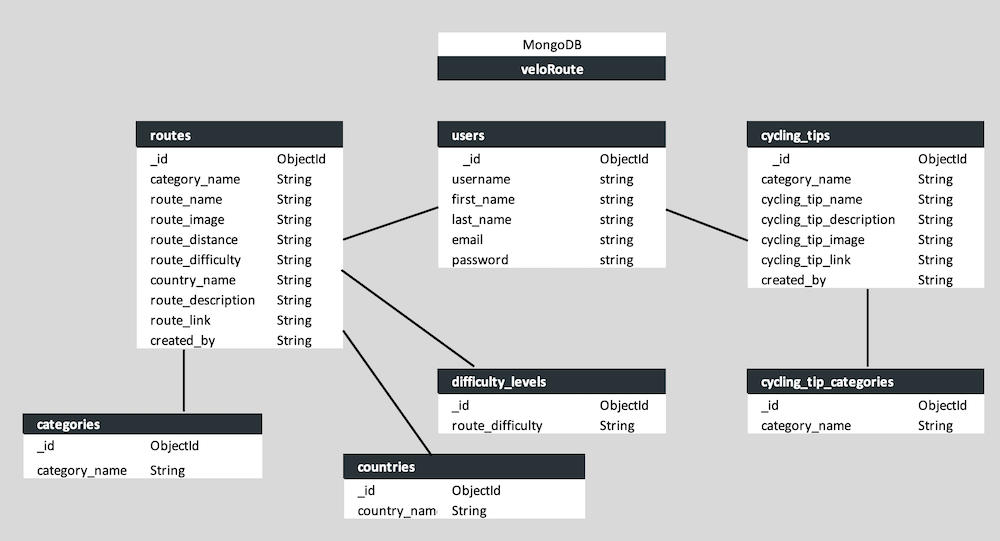 MongoDB
veloRoute
routes
_id ObjectId
category_name String
route_name String
route_image String
route_distance String
route_difficulty String
country_name String
route_description String
route_link String
created_by String
users
_id ObjectId
username string
first_name string
last_name string
email string
password string
cycling_tips
_id ObjectId
category_name String
cycling_tip_name String
cycling_tip_description String
cycling_tip_image String
cycling_tip_link String
created_by String
categories
_id ObjectId
category_name String
difficulty_levels
_id ObjectId
route_difficulty String
countries
_id ObjectId
country_nam String
cycling_tip_categories
_id ObjectId
category_name String